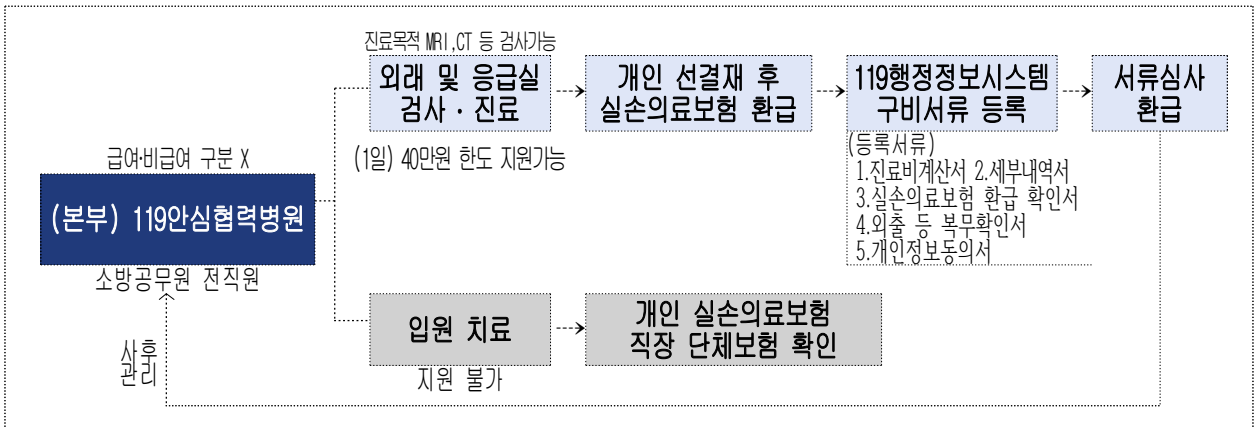 진료목적 MRI,CT 등 검사가능
외래 및 응급실
검사 · 진료
(1일) 40만원 한도 지원가능
개인 선결재 후
실손의료보험 환급
119행정정보시스템
구비서류 등록
(등록서류)
1.진료비계산서 2.세부내역서
3.실손의료보험 환급 확인서
4.외출 등 복무확인서
5.개인정보동의서
서류심사
환급
급여·비급여 구분 X
(본부) 119안심협력병원
소방공무원 전직원
사후
관리
입원 치료
지원 불가
개인 실손의료보험
직장 단체보험 확인